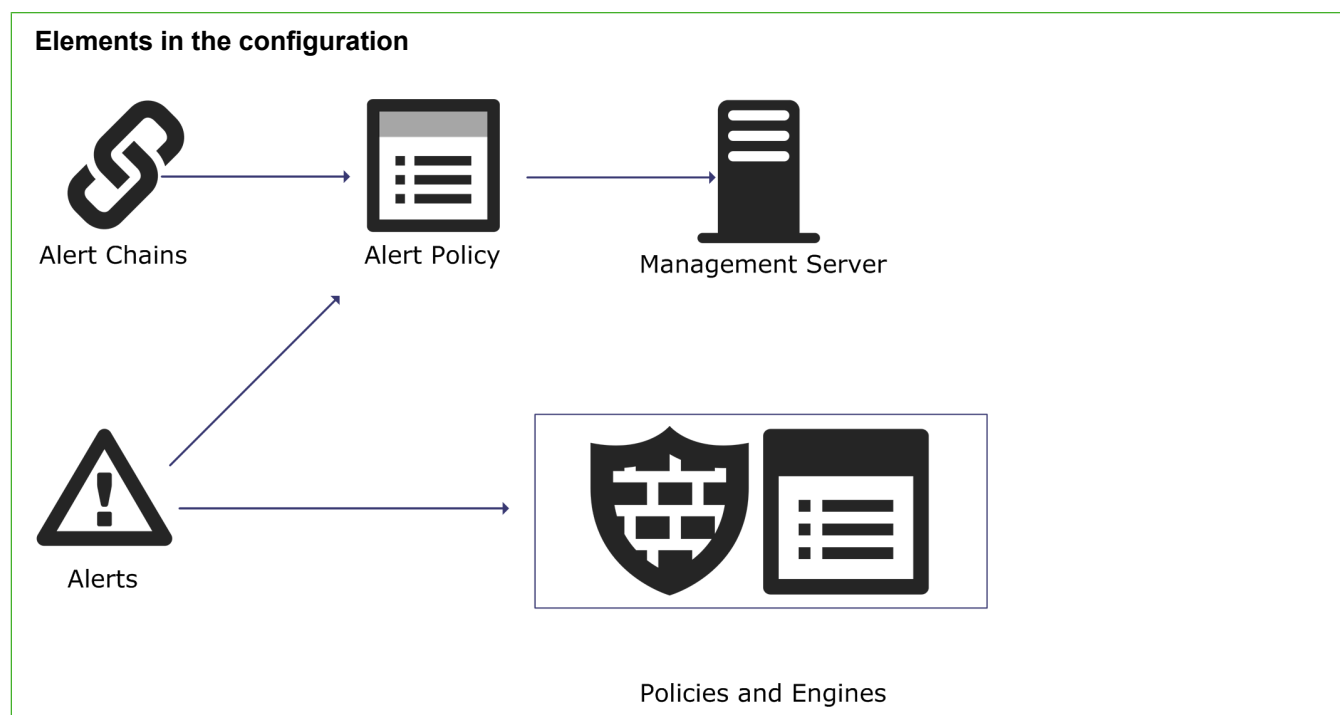 Elements in the configuration
Alert Chains
Alert Policy
Management Server
Alerts
Policies and Engines